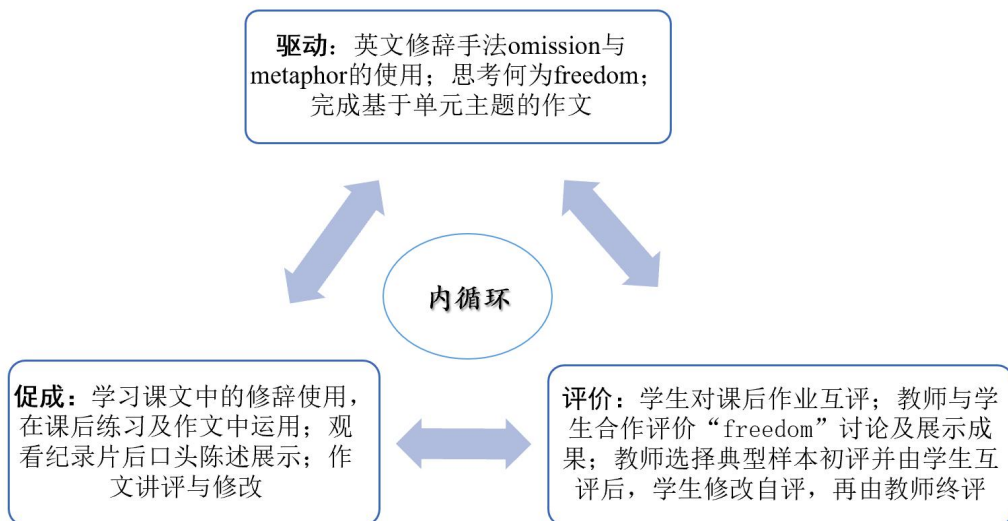 驱动：英文修辞手法omission与
metaphor的使用；思考何为freedom；
完成基于单元主题的作文
内循环
促成：学习课文中的修辞使用，
在课后练习及作文中运用；观
看纪录片后口头陈述展示；作
文讲评与修改
评价：学生对课后作业互评；教师与学
生合作评价“freedom”讨论及展示成
果；教师选择典型样本初评并由学生互
评后，学生修改自评，再由教师终评